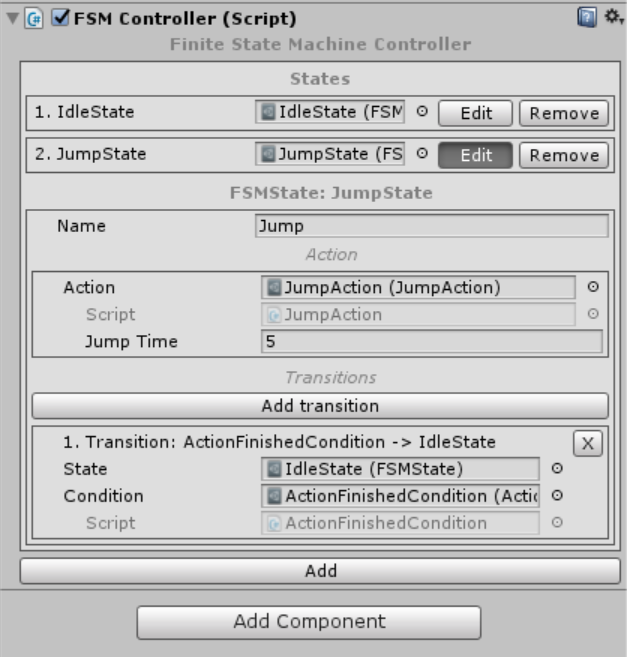 FSM Controller (Script)
Finite State Machine Controller
States
1. IdleState IdleState (FSM Edit Remove
2. JumpState JumpState (FS Edit Remove
FSMState: JumpState
Name Jump
Action
Action JumpAction (JumpAction)
Script JumpAction
Jump Time 5
Transitions
Add transition
1. Transition: ActionFinishedCondition -> IdleState X
State IdleState (FSMState)
Condition ActionFinishedCondition (Actic
Script ActionFinishedCondition
Add
Add Component